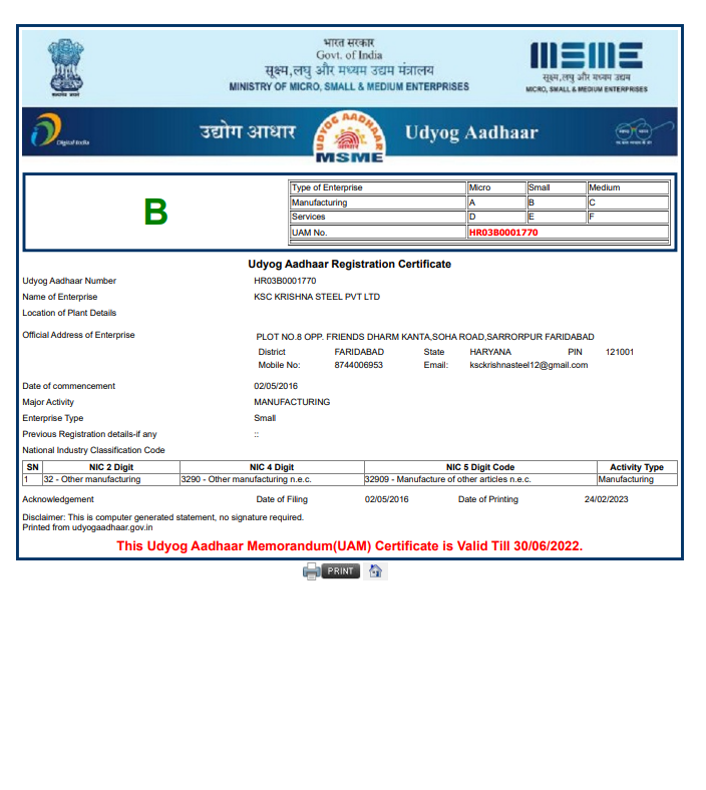 भारत सरकार
Govt. of India
सूक्ष्म,लघु और मध्यम उद्यम मंत्रालय
MINISTRY OF MICRO, SMALL & MEDIUM ENTERPRISES
सत्यमेव जयते
MSME
सूक्ष्म,लघु और मध्यम उद्यम
MICRO, SMALL & MEDIUM ENTERPRISES
Digital India
उद्योग आधार
UDYOG AADHAAR
MSME
Udyog Aadhaar
B
Type of Enterprise Micro Small Medium
Manufacturing A B C
Services D E F
UAM No. HR03B0001770
Udyog Aadhaar Registration Certificate
Udyog Aadhaar Number HR03B0001770
Name of Enterprise KSC KRISHNA STEEL PVT LTD
Location of Plant Details
Official Address of Enterprise PLOT NO.8 OPP. FRIENDS DHARM KANTA,SOHA ROAD,SARRORPUR FARIDABAD
District FARIDABAD State HARYANA PIN 121001
Mobile No: 8744006953 Email: ksckrishnasteel12@gmail.com
Date of commencement 02/05/2016
Major Activity MANUFACTURING
Enterprise Type Small
Previous Registration details-if any ::
National Industry Classification Code
SN NIC 2 Digit NIC 4 Digit NIC 5 Digit Code Activity Type
1 32 - Other manufacturing 3290 - Other manufacturing n.e.c. 32909 - Manufacture of other articles n.e.c. Manufacturing
Acknowledgement Date of Filing 02/05/2016 Date of Printing 24/02/2023
Disclaimer: This is computer generated statement, no signature required.
Printed from udyogaadhaar.gov.in
This Udyog Aadhaar Memorandum(UAM) Certificate is Valid Till 30/06/2022.
PRINT